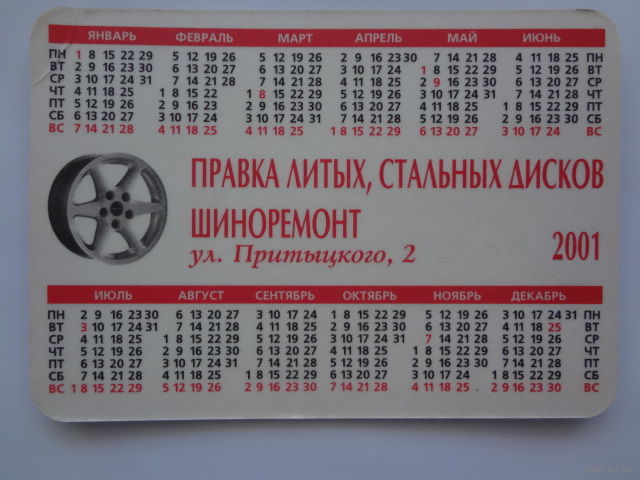 ЯНВАРЬ ФЕВРАЛЬ МАРТ АПРЕЛЬ МАЙ ИЮНЬ
ПН 1 8 15 22 29 5 12 19 26 5 12 19 26 2 9 16 23 30 7 14 21 28 4 11 18 25 ПН
ВТ 2 9 16 23 30 6 13 20 27 6 13 20 27 3 10 17 24 1 8 15 22 29 5 12 19 26 ВТ
СР 3 10 17 24 31 7 14 21 28 7 14 21 28 4 11 18 25 2 9 16 23 30 6 13 20 27 СР
ЧТ 4 11 18 25 1 8 15 22 1 8 15 22 29 5 12 19 26 3 10 17 24 31 7 14 21 28 ЧТ
ПТ 5 12 19 26 2 9 16 23 2 9 16 23 30 6 13 20 27 4 11 18 25 1 8 15 22 29 ПТ
СБ 6 13 20 27 3 10 17 24 3 10 17 24 31 7 14 21 28 5 12 19 26 2 9 16 23 30 СБ
ВС 7 14 21 28 4 11 18 25 4 11 18 25 1 8 15 22 29 6 13 20 27 3 10 17 24 ВС
ПРАВКА ЛИТЫХ, СТАЛЬНЫХ ДИСКОВ
ШИНОРЕМОНТ
ул. Притыцкого, 2 2001
ИЮЛЬ АВГУСТ СЕНТЯБРЬ ОКТЯБРЬ НОЯБРЬ ДЕКАБРЬ
ПН 2 9 16 23 30 6 13 20 27 3 10 17 24 1 8 15 22 29 5 12 19 26 3 10 17 24 31 ПН
ВТ 3 10 17 24 31 7 14 21 28 4 11 18 25 2 9 16 23 30 6 13 20 27 4 11 18 25 ВТ
СР 4 11 18 25 1 8 15 22 29 5 12 19 26 3 10 17 24 31 7 14 21 28 5 12 19 26 СР
ЧТ 5 12 19 26 2 9 16 23 30 6 13 20 27 4 11 18 25 1 8 15 22 29 6 13 20 27 ЧТ
ПТ 6 13 20 27 3 10 17 24 31 7 14 21 28 5 12 19 26 2 9 16 23 30 7 14 21 28 ПТ
СБ 7 14 21 28 4 11 18 25 1 8 15 22 29 6 13 20 27 3 10 17 24 1 8 15 22 29 СБ
ВС 1 8 15 22 29 5 12 19 26 2 9 16 23 30 7 14 21 28 4 11 18 25 2 9 16 23 30 ВС